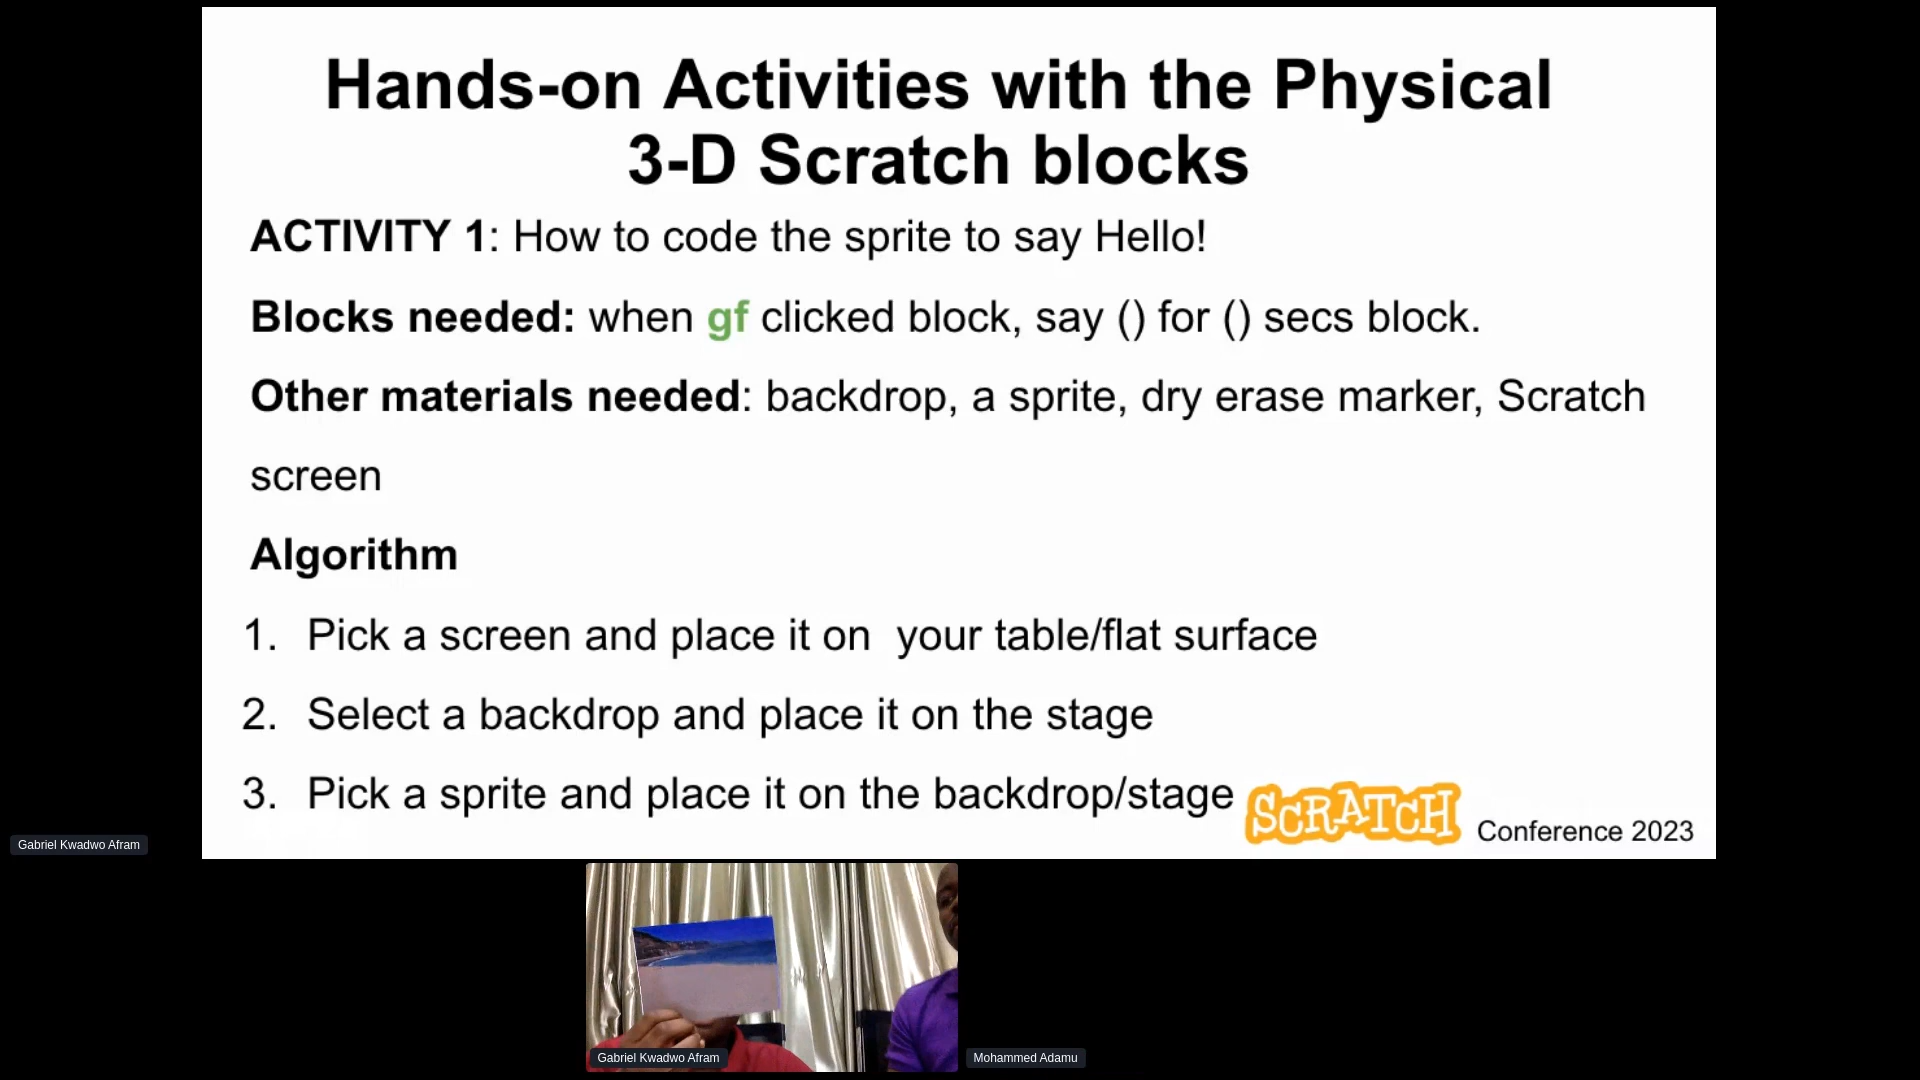 Hands-on Activities with the Physical
3-D Scratch blocks
ACTIVITY 1: How to code the sprite to say Hello!
Blocks needed: when gf clicked block, say () for () secs block.
Other materials needed: backdrop, a sprite, dry erase marker, Scratch
screen
Algorithm
1. Pick a screen and place it on  your table/flat surface
2. Select a backdrop and place it on the stage
3. Pick a sprite and place it on the backdrop/stage
SCRATCH
Conference 2023
Gabriel Kwadwo Afram
Gabriel Kwadwo Afram
Mohammed Adamu